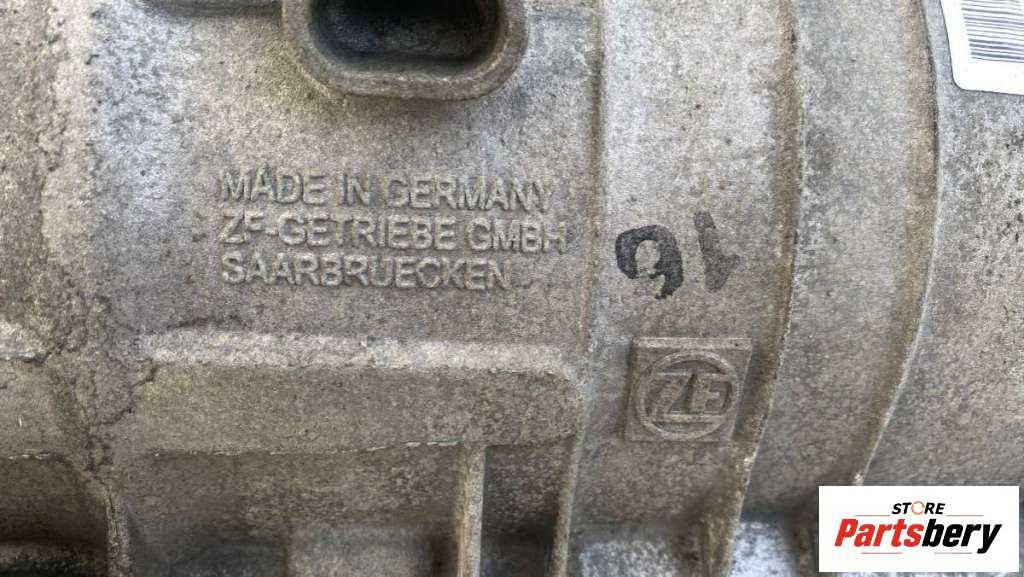 MADE IN GERMANY
ZF-GETRIEBE GMBH
SAARBRUECKEN
16
ZF
STORE
Partsbery